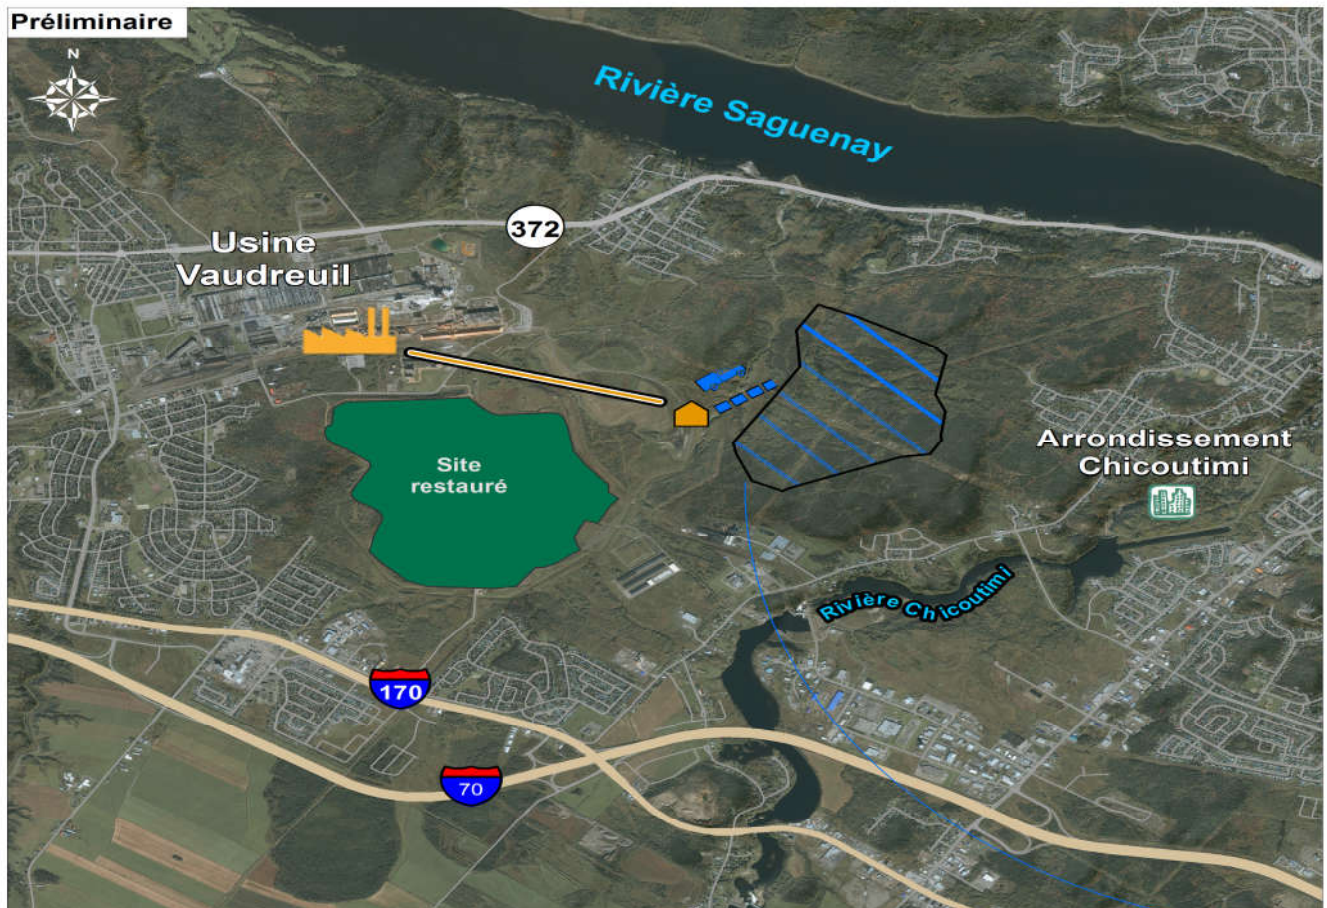 Préliminaire
N
Rivière Saguenay
372
Usine
Vaudreuil
Site
restauré
Arrondissement
Chicoutimi
Rivière Chicoutimi
170
70